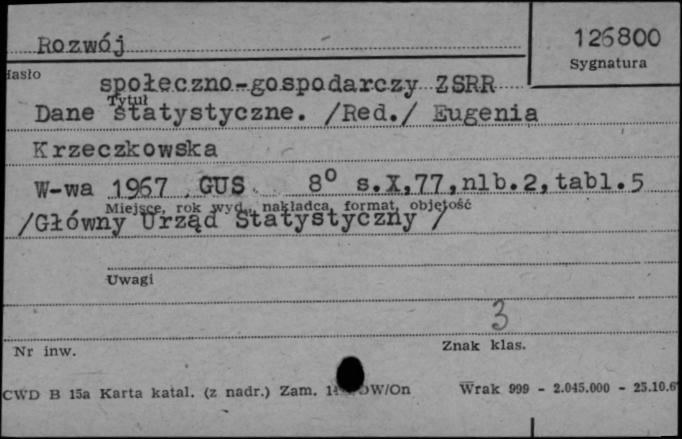 Rozwój
126800
Hasło
Sygnatura
społeczno-gospodarczy ZSRR
Tytuł
Dane statystyczne. /Red./ Eugenia
Krzeczkowska
W-wa 1967 GUS 8° s.X,77,nlb.2,tabl.5
Miejsce, rok wyd., nakładca, format, objętość
/Główny Urząd Statystyczny /
Uwagi
3
Nr inw.
Znak klas.
CWD B 15a Karta katal. (z nadr.) Zam. OW/On Wrak 999 - 2.045.000 - 25.10.6